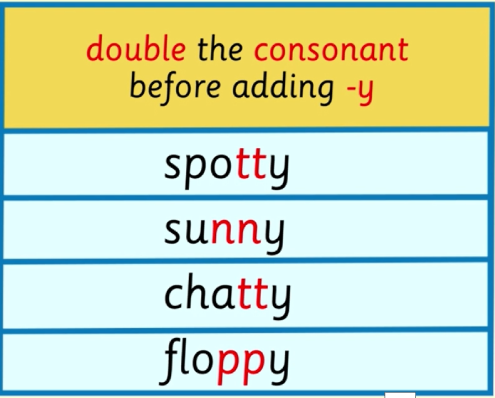 double the consonant
before adding -y
spotty
sunny
chatty
floppy